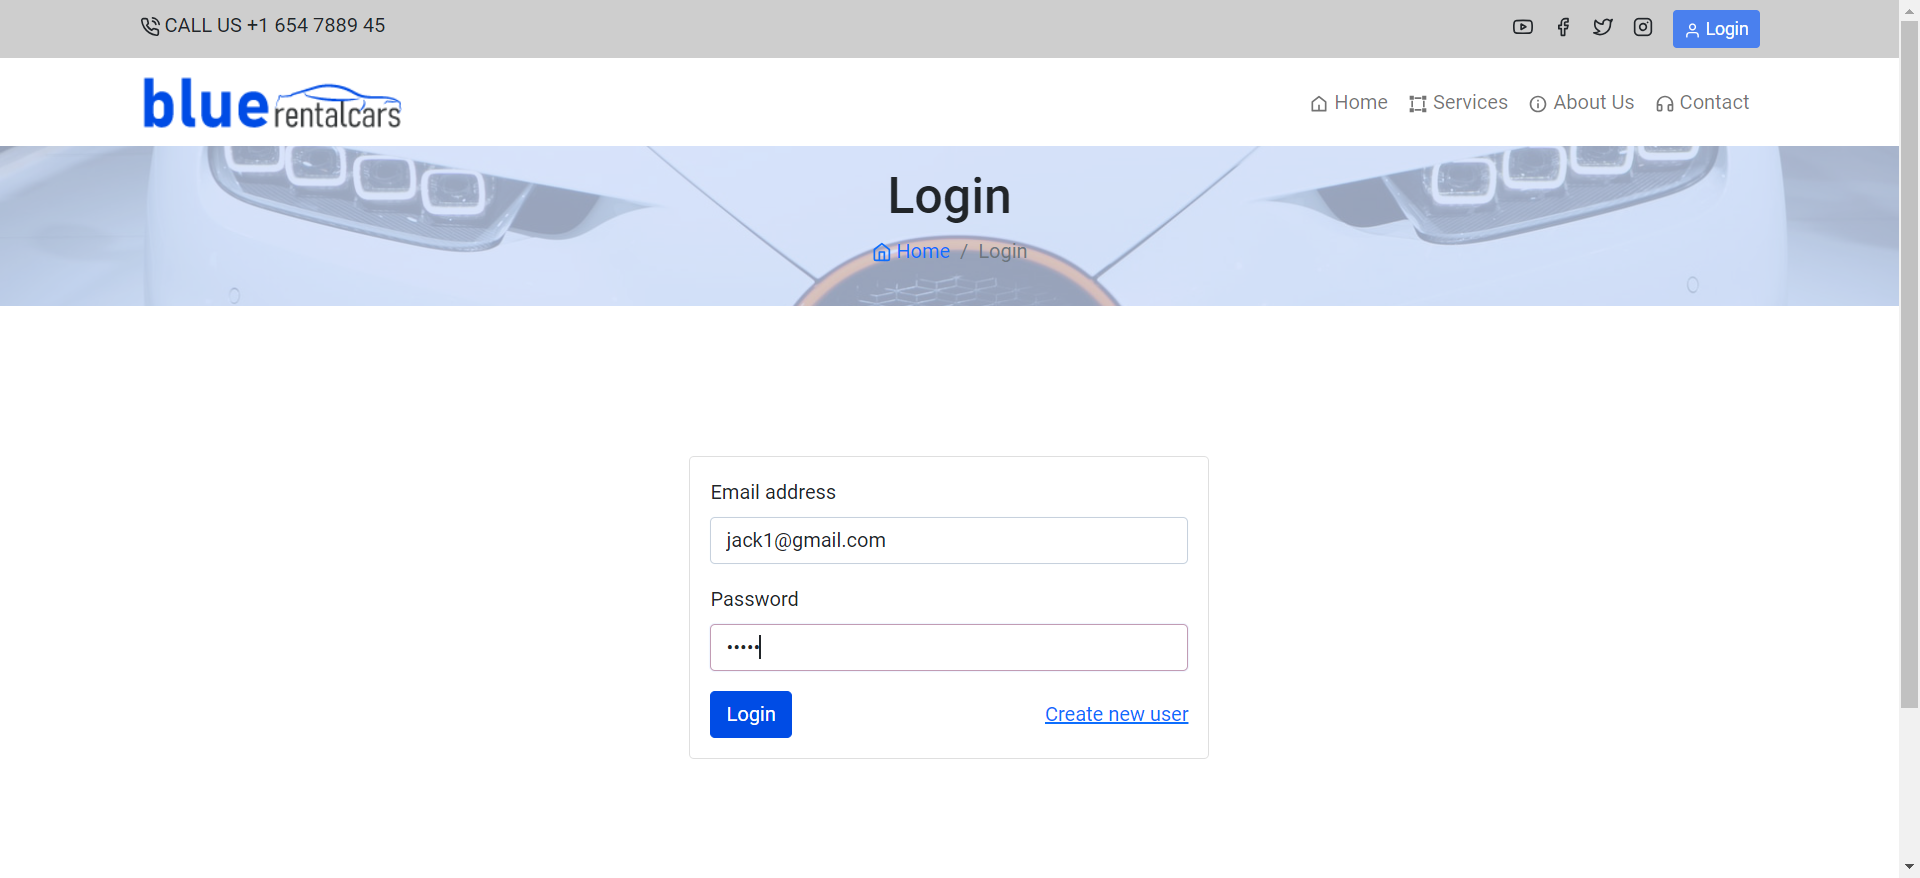 CALL US +1 654 7889 45
Login
blue rentalcars
Home Services About Us Contact
Login
Home / Login
Email address
jack1@gmail.com
Password
•••••
Login Create new user